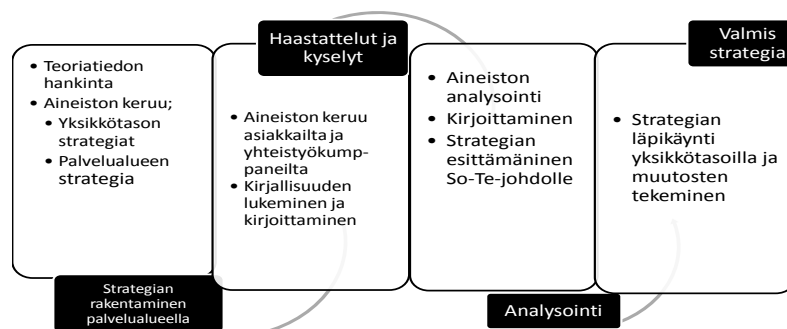 • Teoriatiedon
hankinta
• Aineiston keruu;
• Yksikkötason
strategiat
• Palvelualueen
strategia
Strategian
rakentaminen
palvelualueella
Haastattelut ja
kyselyt
• Aineiston keruu
asiakkailta ja
yhteistyökump-
paneilta
• Kirjallisuuden
lukeminen ja
kirjoittaminen
• Aineiston
analysointi
• Kirjoittaminen
• Strategian
esittämäninen
So-Te-johdolle
Analysointi
Valmis
strategia
• Strategian
läpikäynti
yksikkötasoilla ja
muutosten
tekeminen